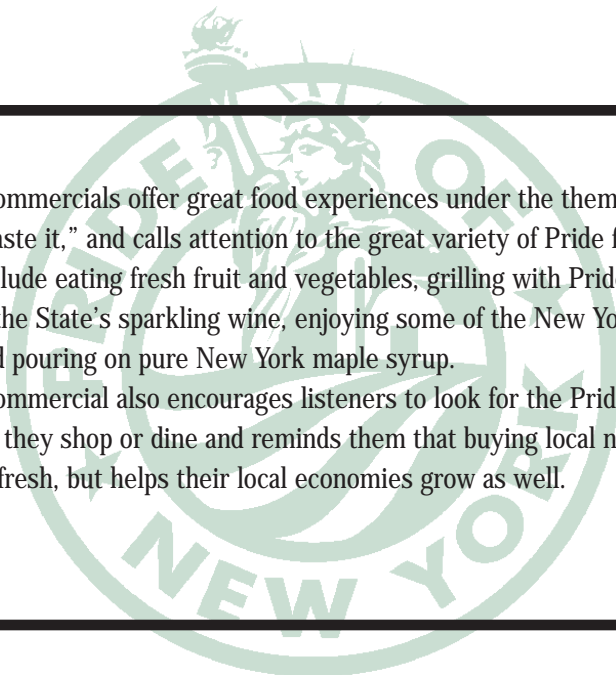 PRIDE OF
ommercials offer great food experiences under the them
aste it,” and calls attention to the great variety of Pride f
lude eating fresh fruit and vegetables, grilling with Prid
the State’s sparkling wine, enjoying some of the New Yo
d pouring on pure New York maple syrup.
ommercial also encourages listeners to look for the Prid
they shop or dine and reminds them that buying local n
fresh, but helps their local economies grow as well.
NEW YORK